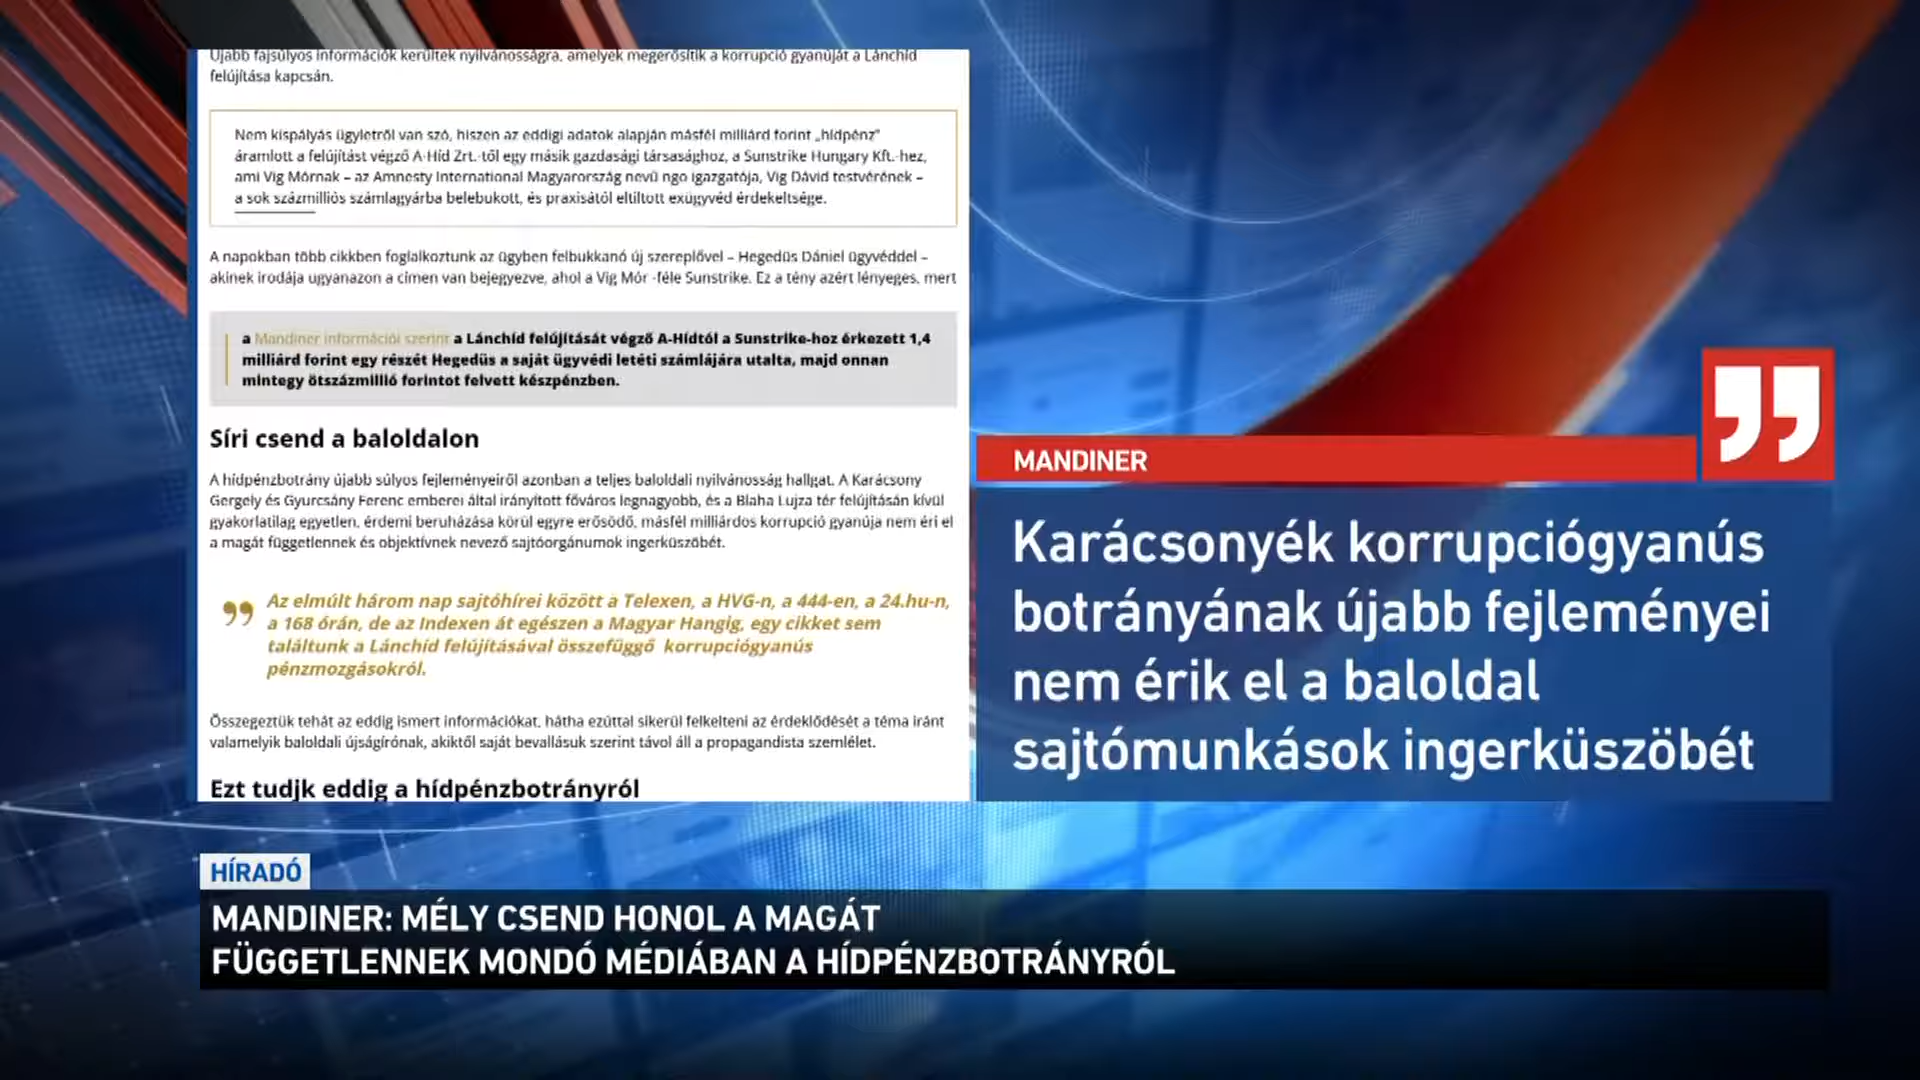 Újabb fajsúlyos információk kerültek nyilvánosságra, amelyek megerősítik a korrupció gyanúját a Lánchíd
felújítása kapcsán.
Nem kispályás ügyletről van szó, hiszen az eddigi adatok alapján másfél milliárd forint „hídpénz”
áramlott a felújítást végző A-Híd Zrt.-től egy másik gazdasági társasághoz, a Sunstrike Hungary Kft.-hez,
ami Vig Mórnak – az Amnesty International Magyarország nevű ngo igazgatója, Vig Dávid testvérének –
a sok százmilliós számlagyárba belebukott, és praxisától eltiltott exügyvéd érdekeltsége.
A napokban több cikkben foglalkoztunk az ügyben felbukkanó új szereplővel – Hegedüs Dániel ügyvéddel –
akinek irodája ugyanazon a címen van bejegyezve, ahol a Vig Mór -féle Sunstrike. Ez a tény azért lényeges, mert
a Mandiner információi szerint a Lánchíd felújítását végző A-Hídtól a Sunstrike-hoz érkezett 1,4
milliárd forint egy részét Hegedüs a saját ügyvédi letéti számlájára utalta, majd onnan
mintegy ötszázmillió forintot felvett készpénzben.
Síri csend a baloldalon
A hídpénzbotrány újabb súlyos fejleményeiről azonban a teljes baloldali nyilvánosság hallgat. A Karácsony
Gergely és Gyurcsány Ferenc emberei által irányított főváros legnagyobb, és a Blaha Lujza tér felújításán kívül
gyakorlatilag egyetlen, érdemi beruházása körül egyre erősödő, másfél milliárdos korrupció gyanúja nem éri el
a magát függetlennek és objektívnek nevező sajtóorgánumok ingerküszöbét.
Az elmúlt három nap sajtóhírei között a Telexen, a HVG-n, a 444-en, a 24.hu-n,
a 168 órán, de az Indexen át egészen a Magyar Hangig, egy cikket sem
találtunk a Lánchíd felújításával összefüggő korrupciógyanús
pénzmozgásokról.
Összegeztük tehát az eddig ismert információkat, hátha ezúttal sikerül felkelteni az érdeklődését a téma iránt
valamelyik baloldali újságírónak, akiktől saját bevallásuk szerint távol áll a propagandista szemlélet.
Ezt tudjk eddig a hídpénzbotrányról
MANDINER
Karácsonyék korrupciógyanús
botrányának újabb fejleményei
nem érik el a baloldal
sajtómunkások ingerküszöbét
HÍRADÓ
MANDINER: MÉLY CSEND HONOL A MAGÁT
FÜGGETLENNEK MONDÓ MÉDIÁBAN A HÍDPÉNZBOTRÁNYRÓL